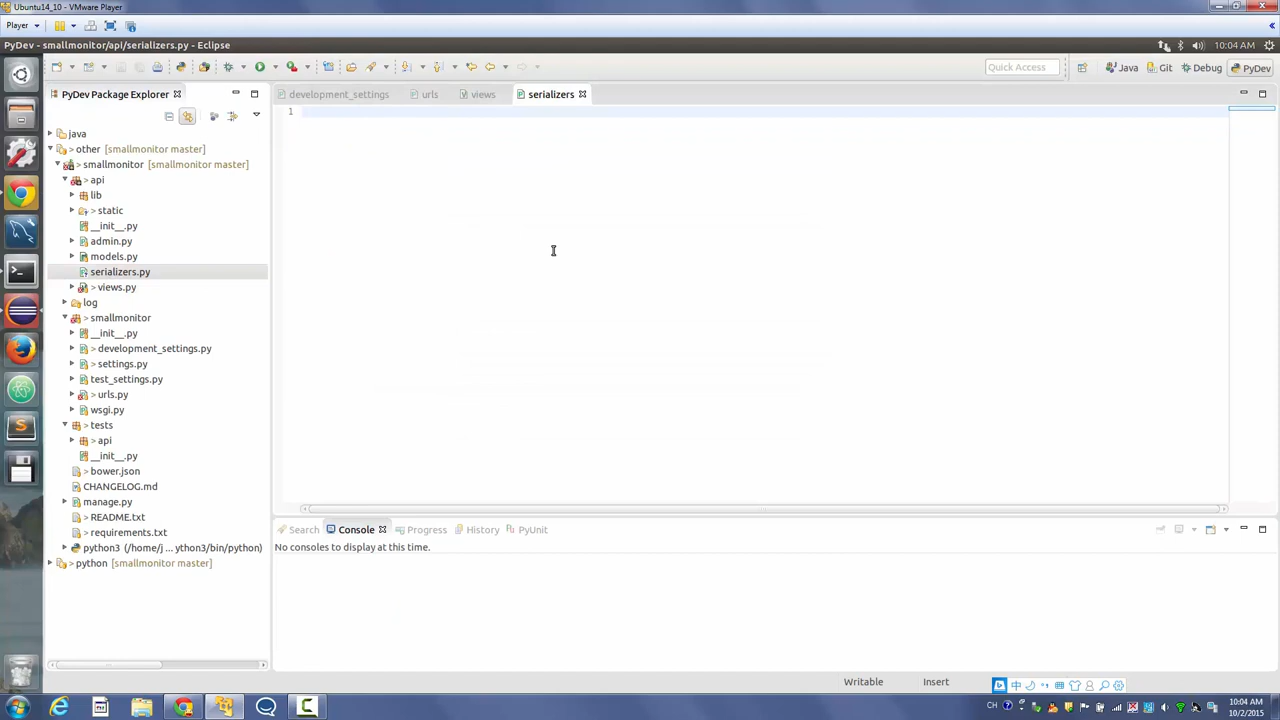 Ubuntu14_10 - VMware Player
Player
PyDev - smallmonitor/api/serializers.py - Eclipse
10:04 AM
Quick Access
Java
Git
Debug
PyDev
PyDev Package Explorer
development_settings
urls
views
serializers
1
java
> other [smallmonitor master]
> smallmonitor [smallmonitor master]
> api
lib
> static
__init__.py
admin.py
models.py
serializers.py
> views.py
log
smallmonitor
__init__.py
> development_settings.py
> settings.py
test_settings.py
> urls.py
wsgi.py
tests
> api
__init__.py
> bower.json
CHANGELOG.md
manage.py
> README.txt
> requirements.txt
python3 (/home/j ... ython3/bin/python)
> python [smallmonitor master]
Search
Console
Progress
History
PyUnit
No consoles to display at this time.
Writable
Insert
中
CH
10:04 AM
10/2/2015